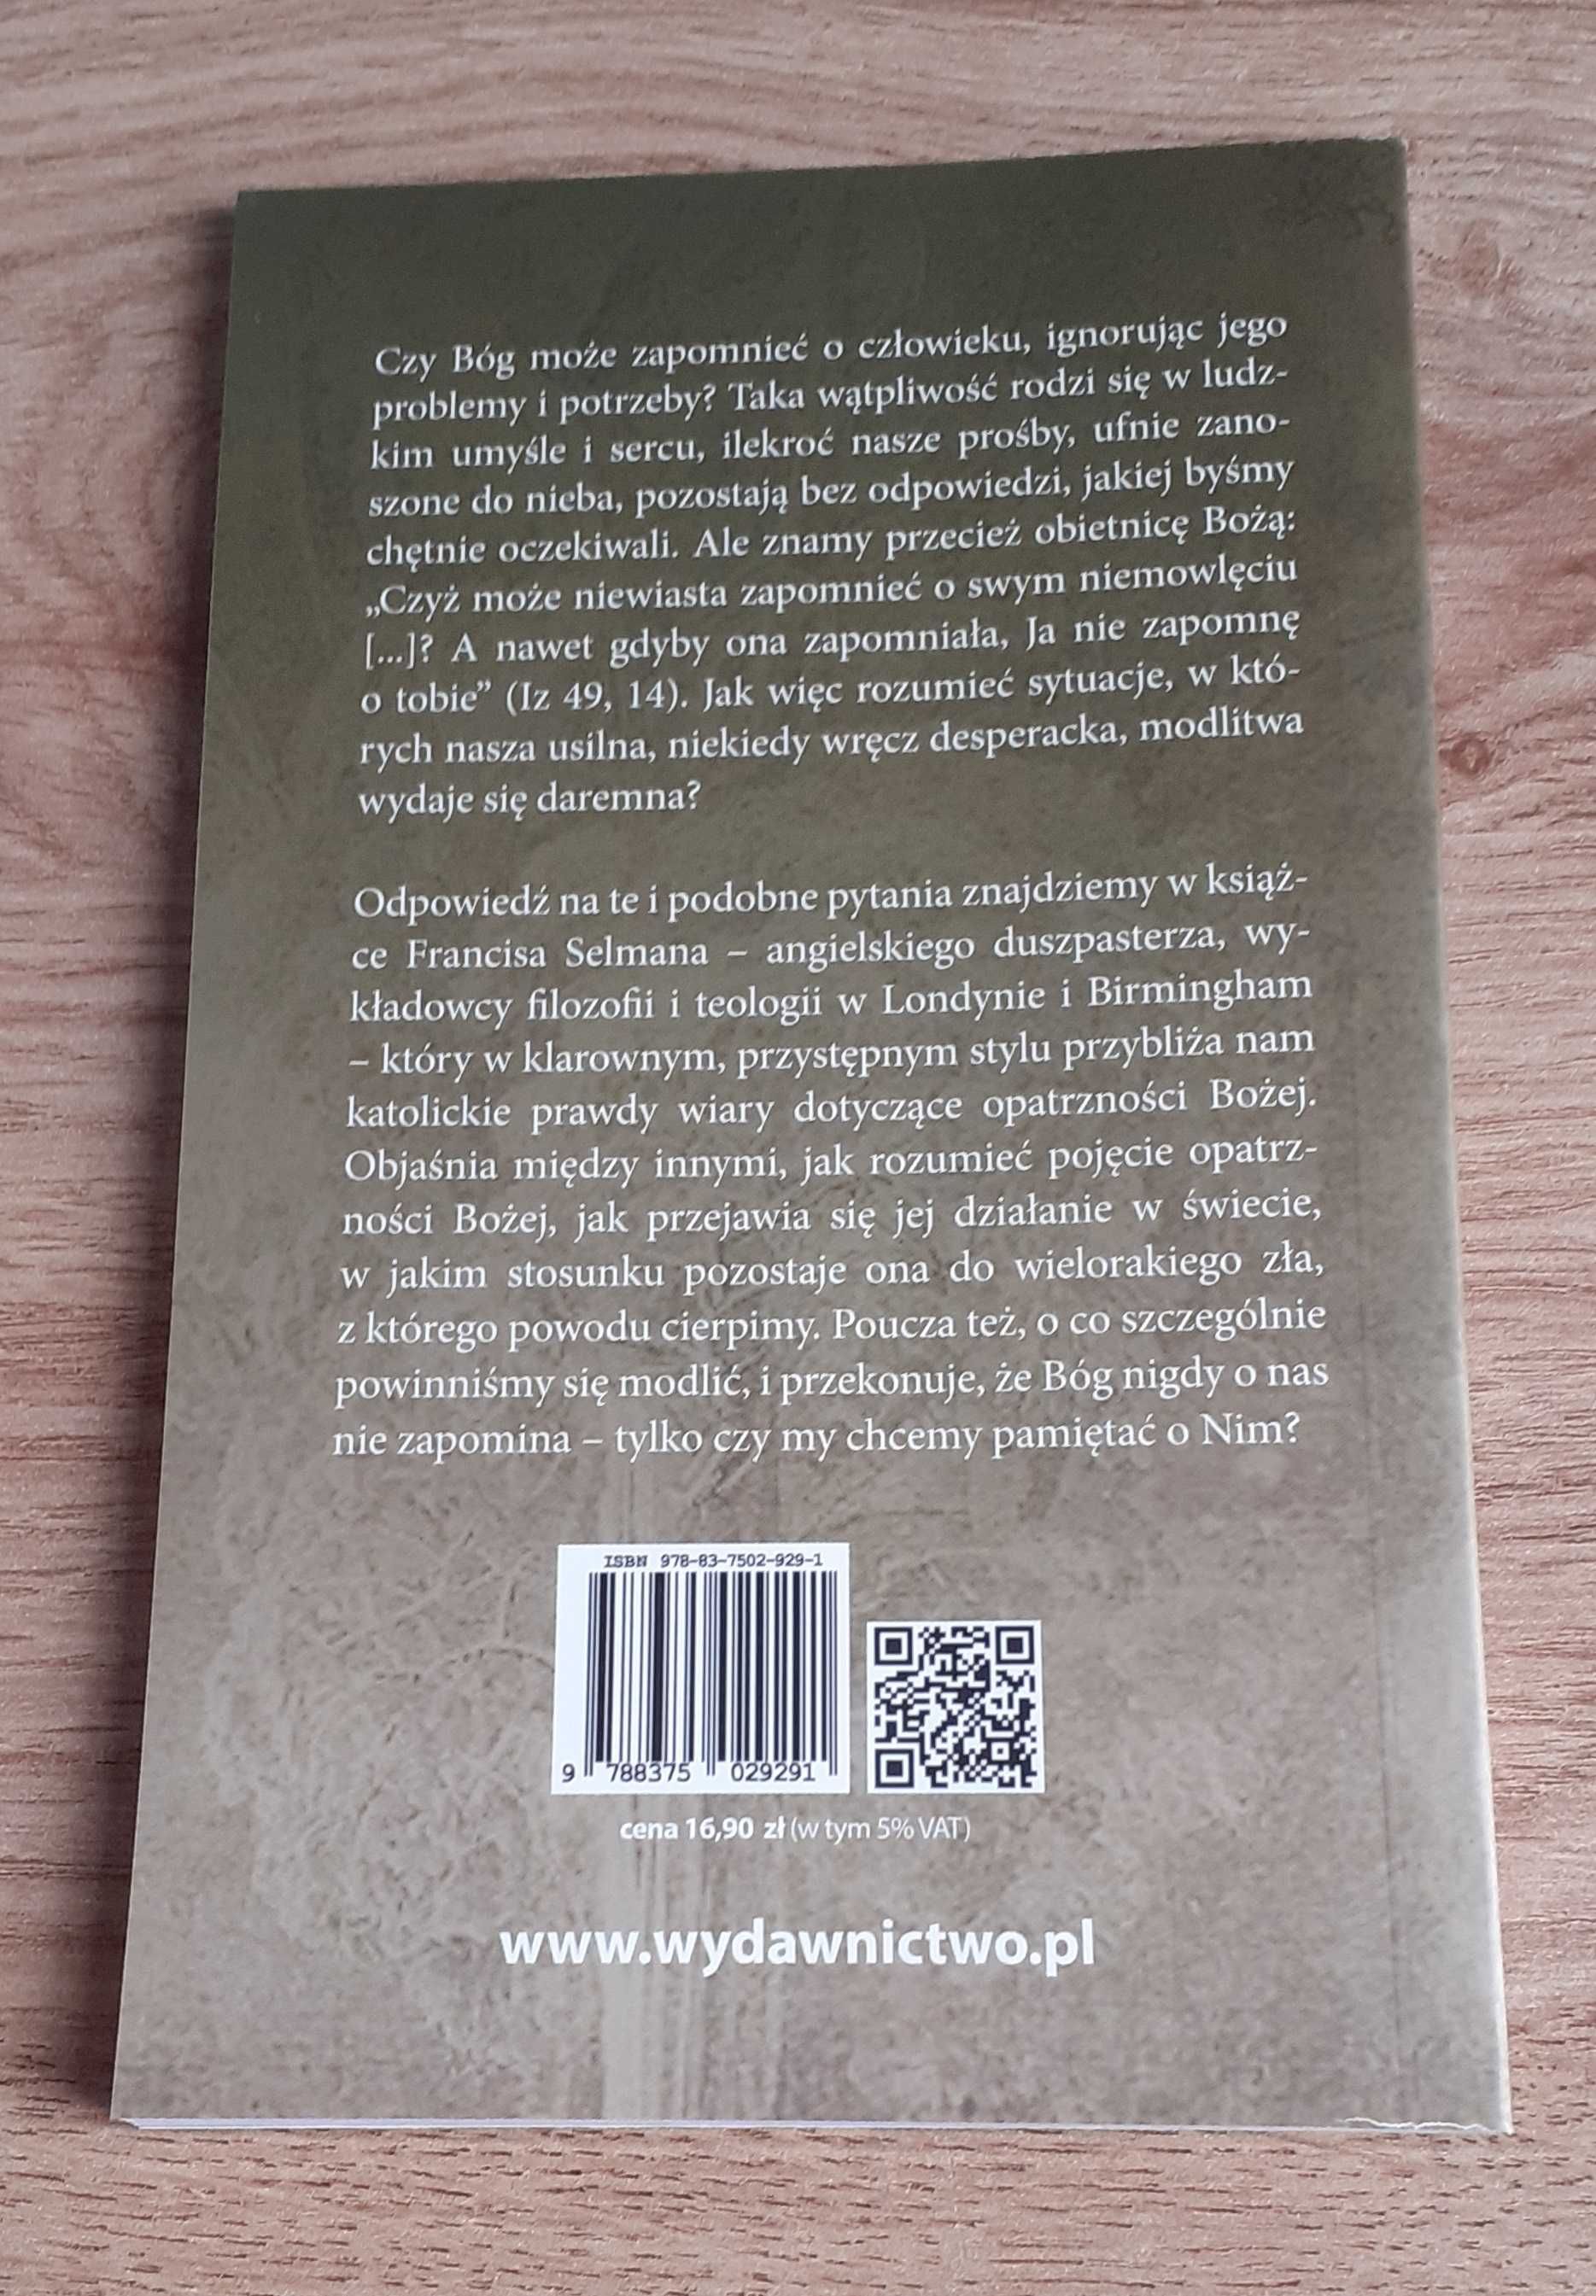 Czy Bóg może zapomnieć o człowieku, ignorując jego
problemy i potrzeby? Taka wątpliwość rodzi się w ludz-
kim umyśle i sercu, ilekroć nasze prośby, ufnie zano-
szone do nieba, pozostają bez odpowiedzi, jakiej byśmy
chętnie oczekiwali. Ale znamy przecież obietnicę Bożą:
„Czyż może niewiasta zapomnieć o swym niemowlęciu
[...]? A nawet gdyby ona zapomniała, Ja nie zapomnę
o tobie” (Iz 49, 14). Jak więc rozumieć sytuacje, w któ-
rych nasza usilna, niekiedy wręcz desperacka, modlitwa
wydaje się daremna?
Odpowiedź na te i podobne pytania znajdziemy w książ-
ce Francisa Selmana – angielskiego duszpasterza, wy-
kładowcy filozofii i teologii w Londynie i Birmingham
– który w klarownym, przystępnym stylu przybliża nam
katolickie prawdy wiary dotyczące opatrzności Bożej.
Objaśnia między innymi, jak rozumieć pojęcie opatrz-
ności Bożej, jak przejawia się jej działanie w świecie,
w jakim stosunku pozostaje ona do wielorakiego zła,
z którego powodu cierpimy. Poucza też, o co szczególnie
powinniśmy się modlić, i przekonuje, że Bóg nigdy o nas
nie zapomina – tylko czy my chcemy pamiętać o Nim?
ISBN 978-83-7502-929-1
9 788375 029291
cena 16,90 zł (w tym 5% VAT)
www.wydawnictwo.pl